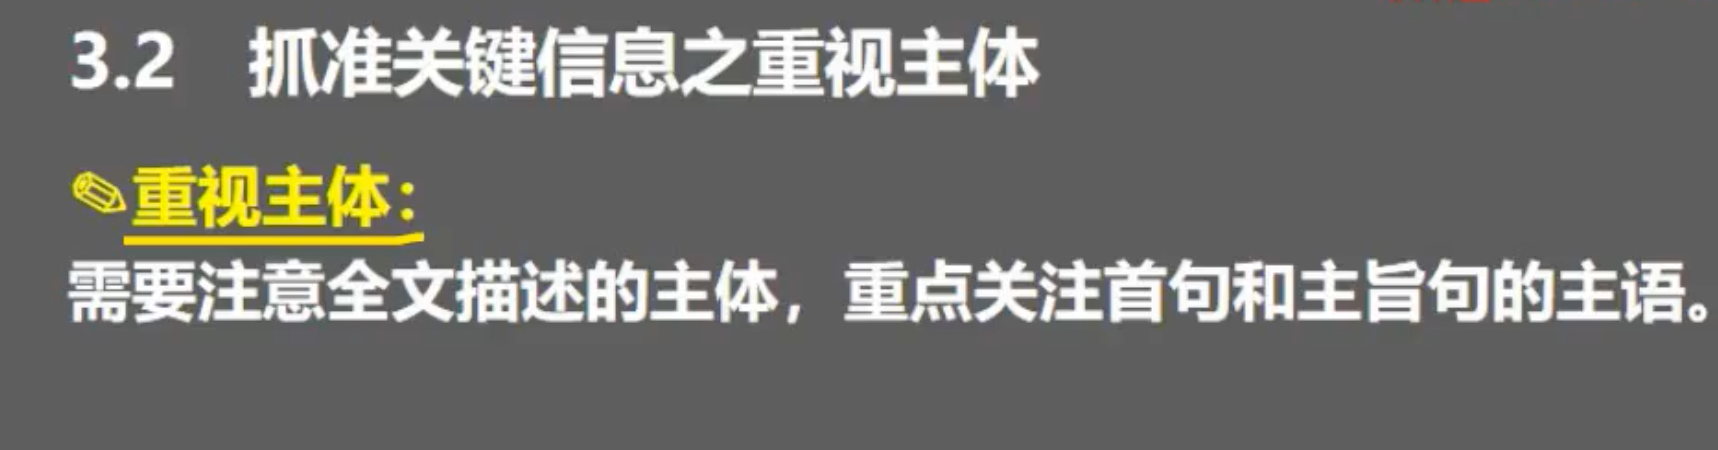 3.2 抓准关键信息之重视主体
✎重视主体：
需要注意全文描述的主体，重点关注首句和主旨句的主语。